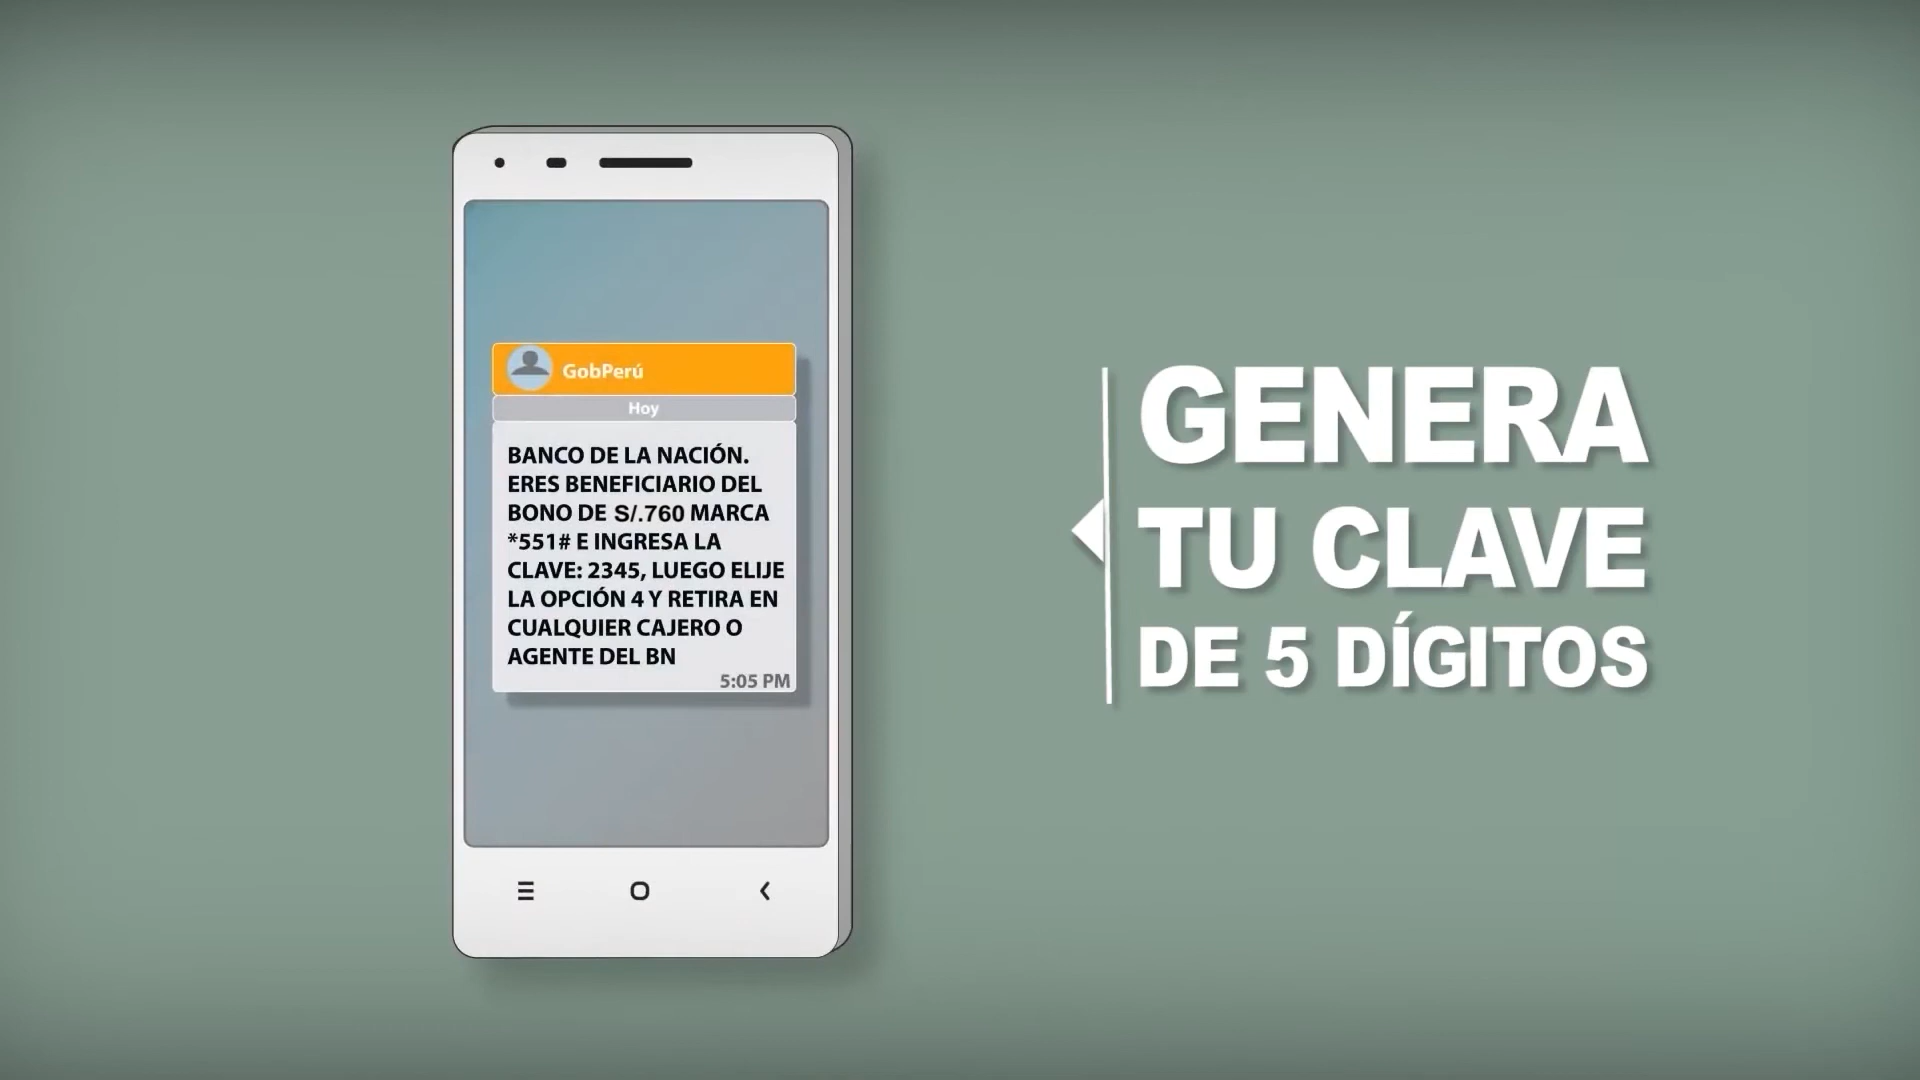 GobPerú
Hoy
BANCO DE LA NACIÓN.
ERES BENEFICIARIO DEL
BONO DE S/.760 MARCA
*551# E INGRESA LA
CLAVE: 2345, LUEGO ELIJE
LA OPCIÓN 4 Y RETIRA EN
CUALQUIER CAJERO O
AGENTE DEL BN
5:05 PM
GENERA
TU CLAVE
DE 5 DÍGITOS